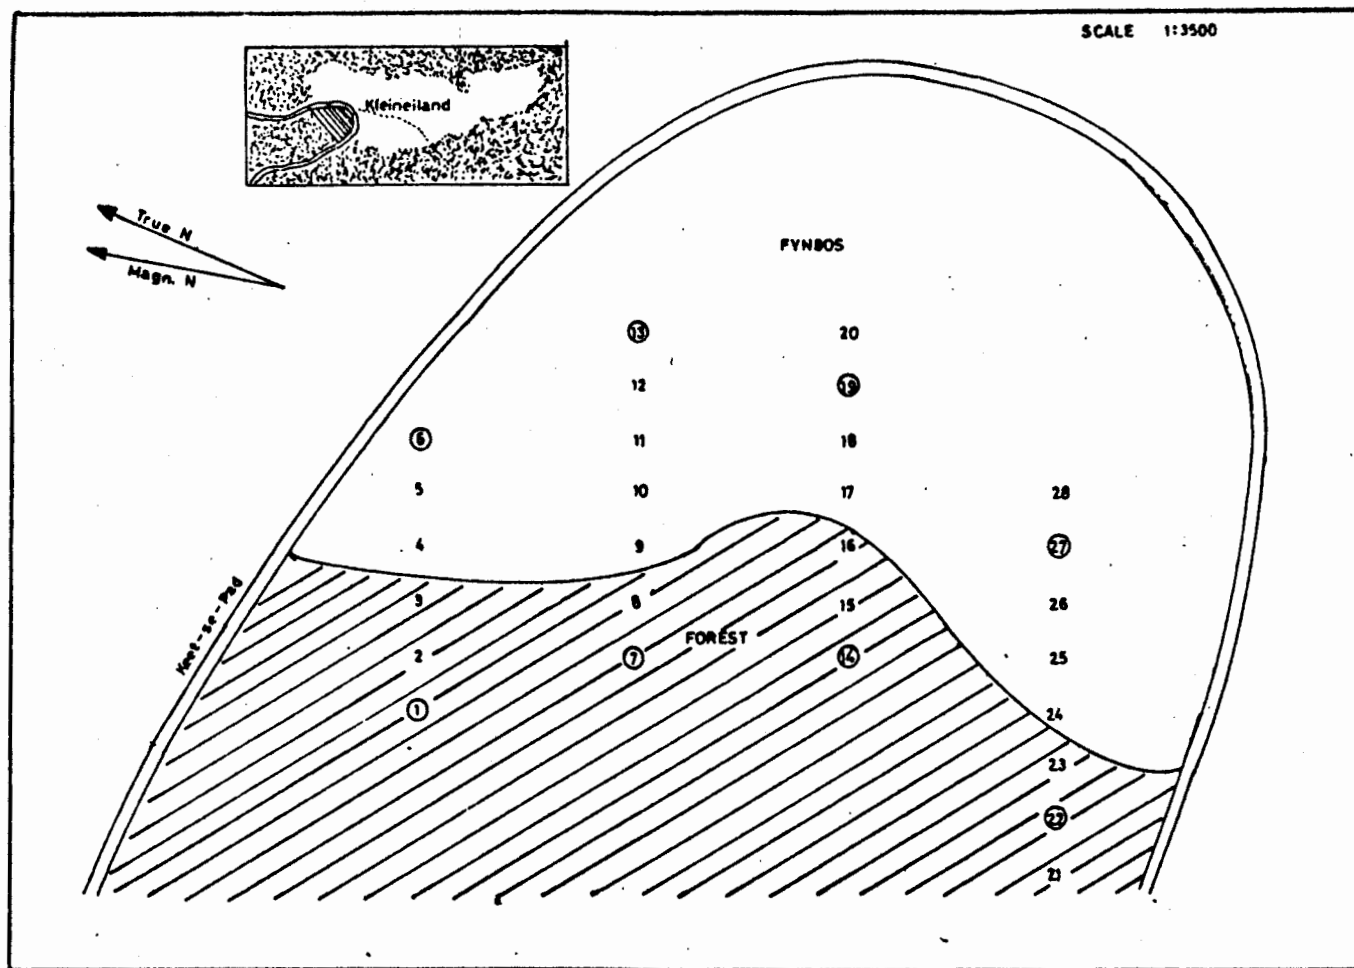 SCALE 1:3500
Kleineiland
True N
Magn. N
FYNBOS
13 20
12 19
6 11 18
5 10 17 28
4 9 16 27
3 8 15 26
2 7 FOREST 14 25
1 24
23
22
21
Keet-se-Pad